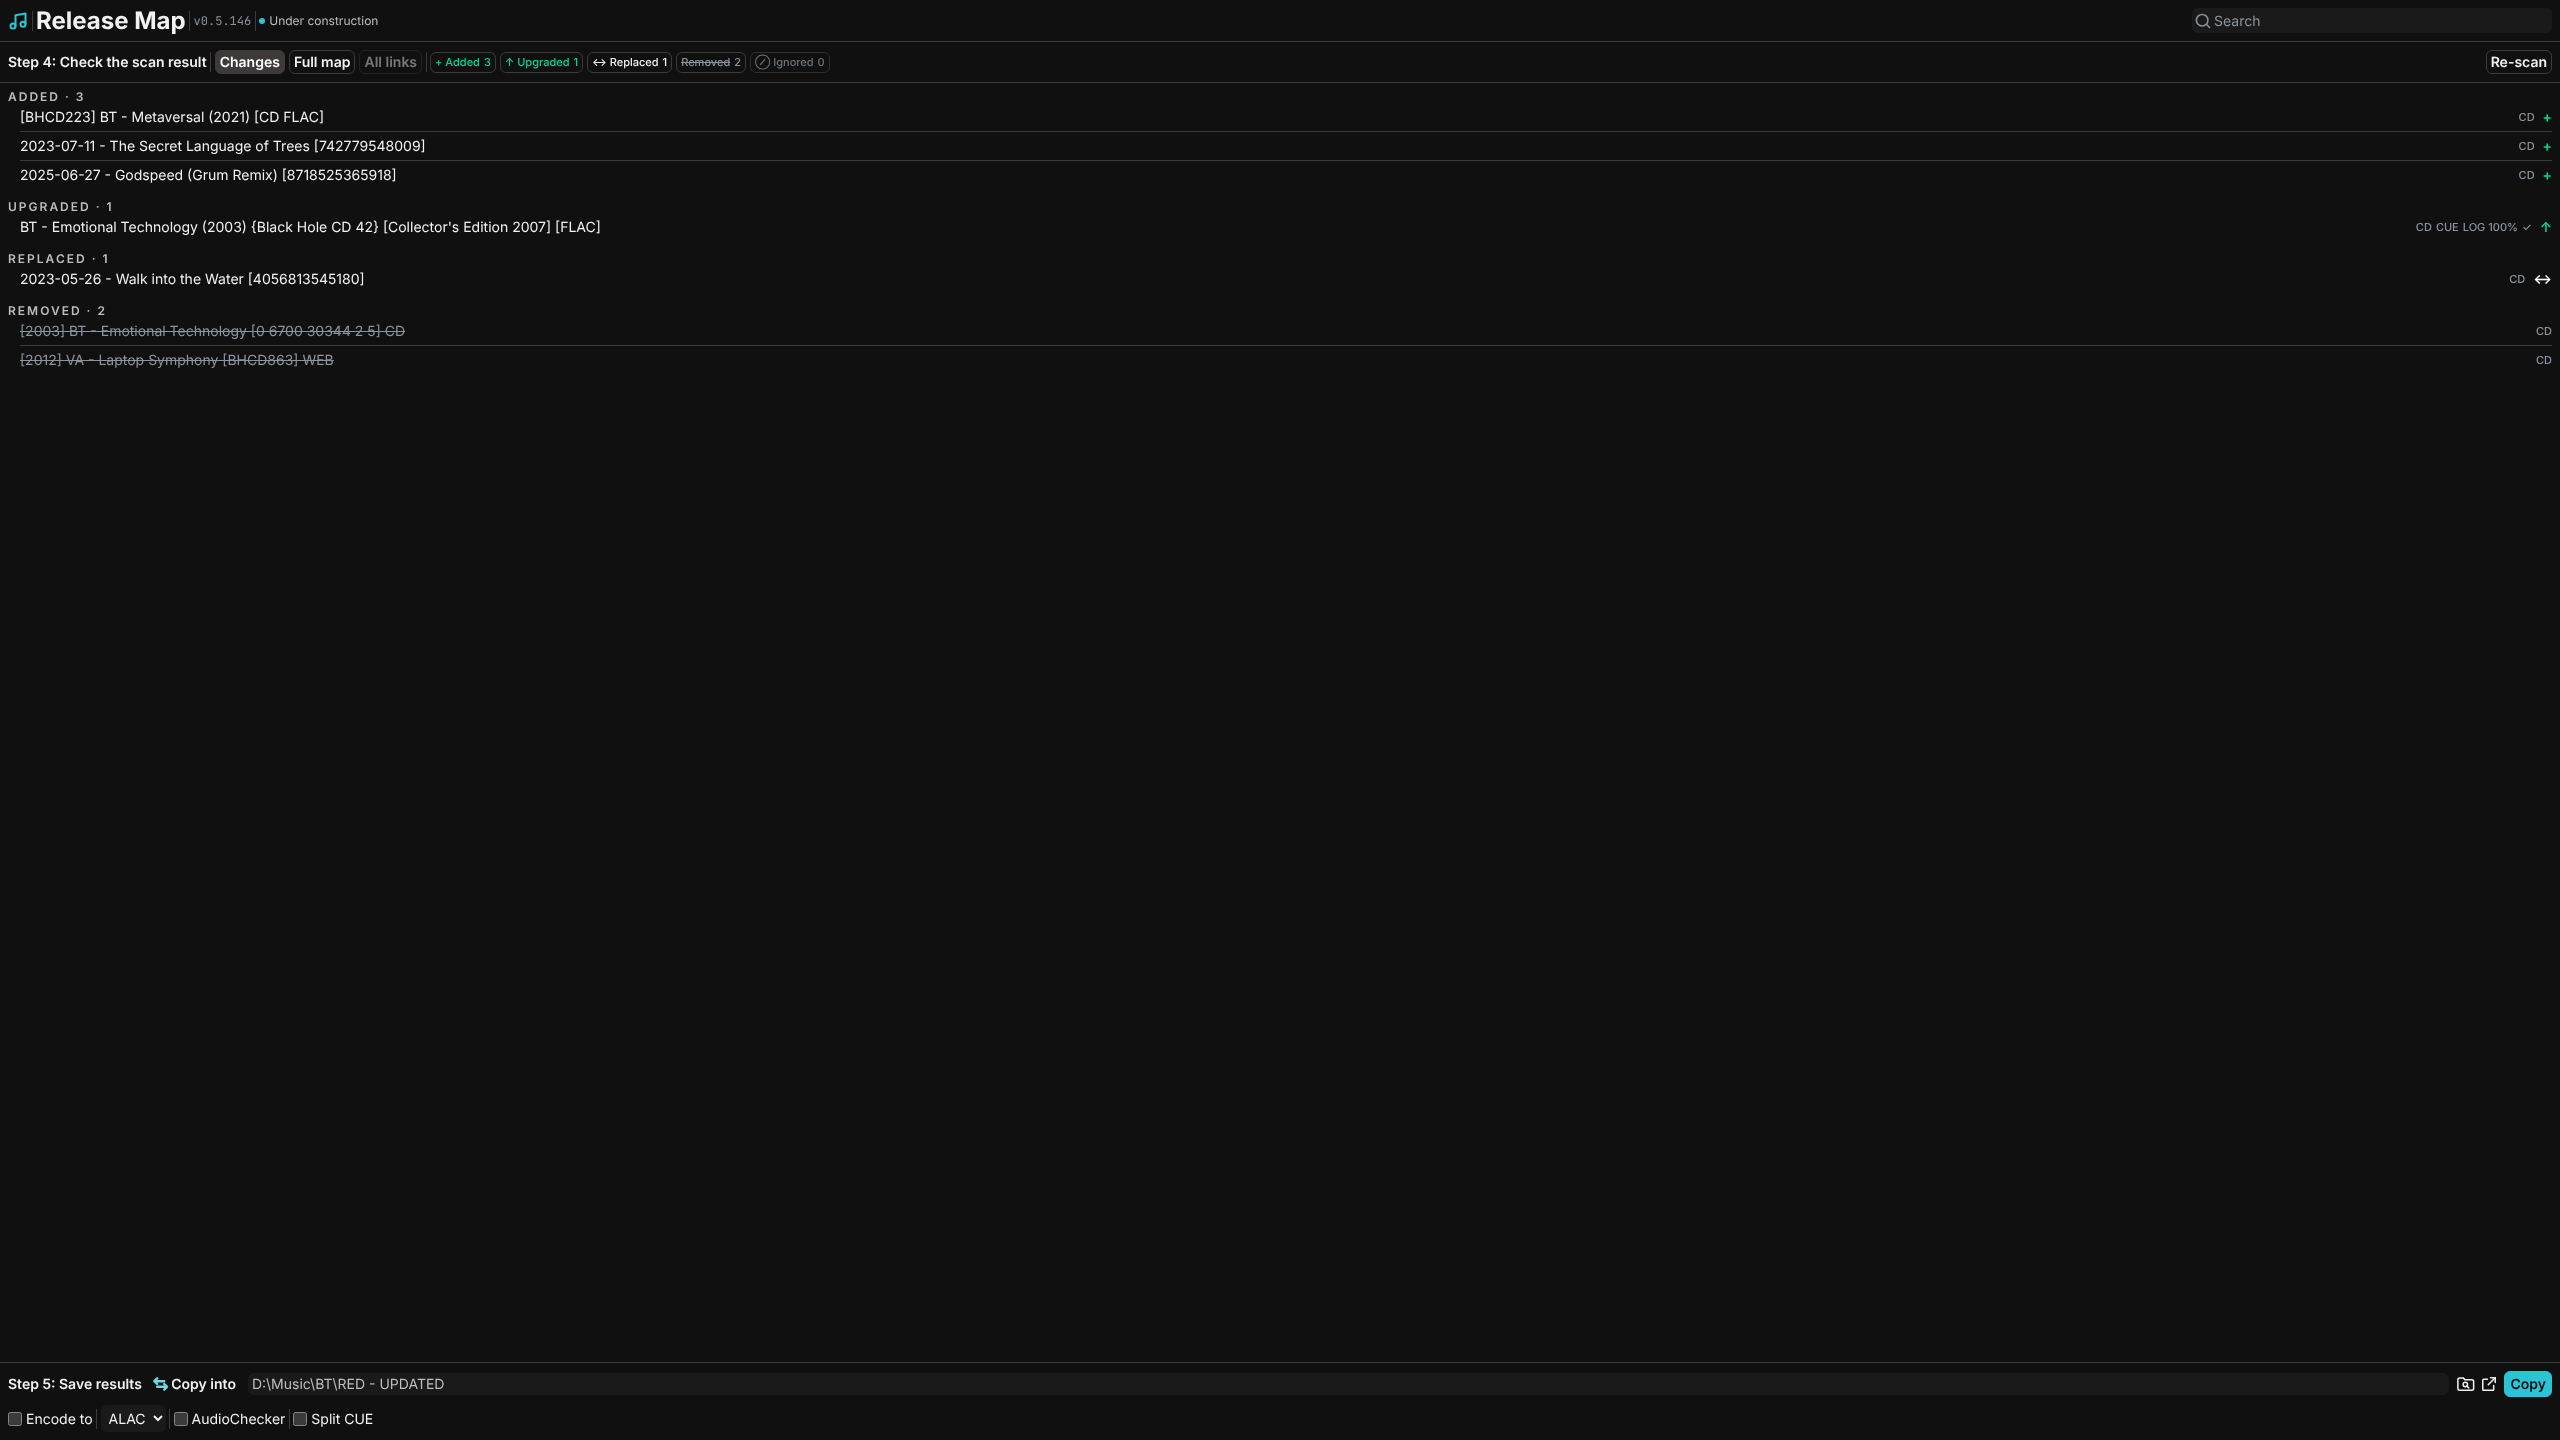 Release Map v0.5.146 Under construction Search
Step 4: Check the scan result Changes Full map All links + Added 3 ↑ Upgraded 1 ↔ Replaced 1 Removed 2 Ignored 0 Re-scan
ADDED · 3
[BHCD223] BT - Metaversal (2021) [CD FLAC] CD +
2023-07-11 - The Secret Language of Trees [742779548009] CD +
2025-06-27 - Godspeed (Grum Remix) [8718525365918] CD +
UPGRADED · 1
BT - Emotional Technology (2003) {Black Hole CD 42} [Collector's Edition 2007] [FLAC] CD CUE LOG 100% ✓ ↑
REPLACED · 1
2023-05-26 - Walk into the Water [4056813545180] CD ↔
REMOVED · 2
[2003] BT - Emotional Technology [0 6700 30344 2 5] CD CD
[2012] VA - Laptop Symphony [BHCD863] WEB CD
Step 5: Save results Copy into D:\Music\BT\RED - UPDATED Copy
Encode to ALAC AudioChecker Split CUE